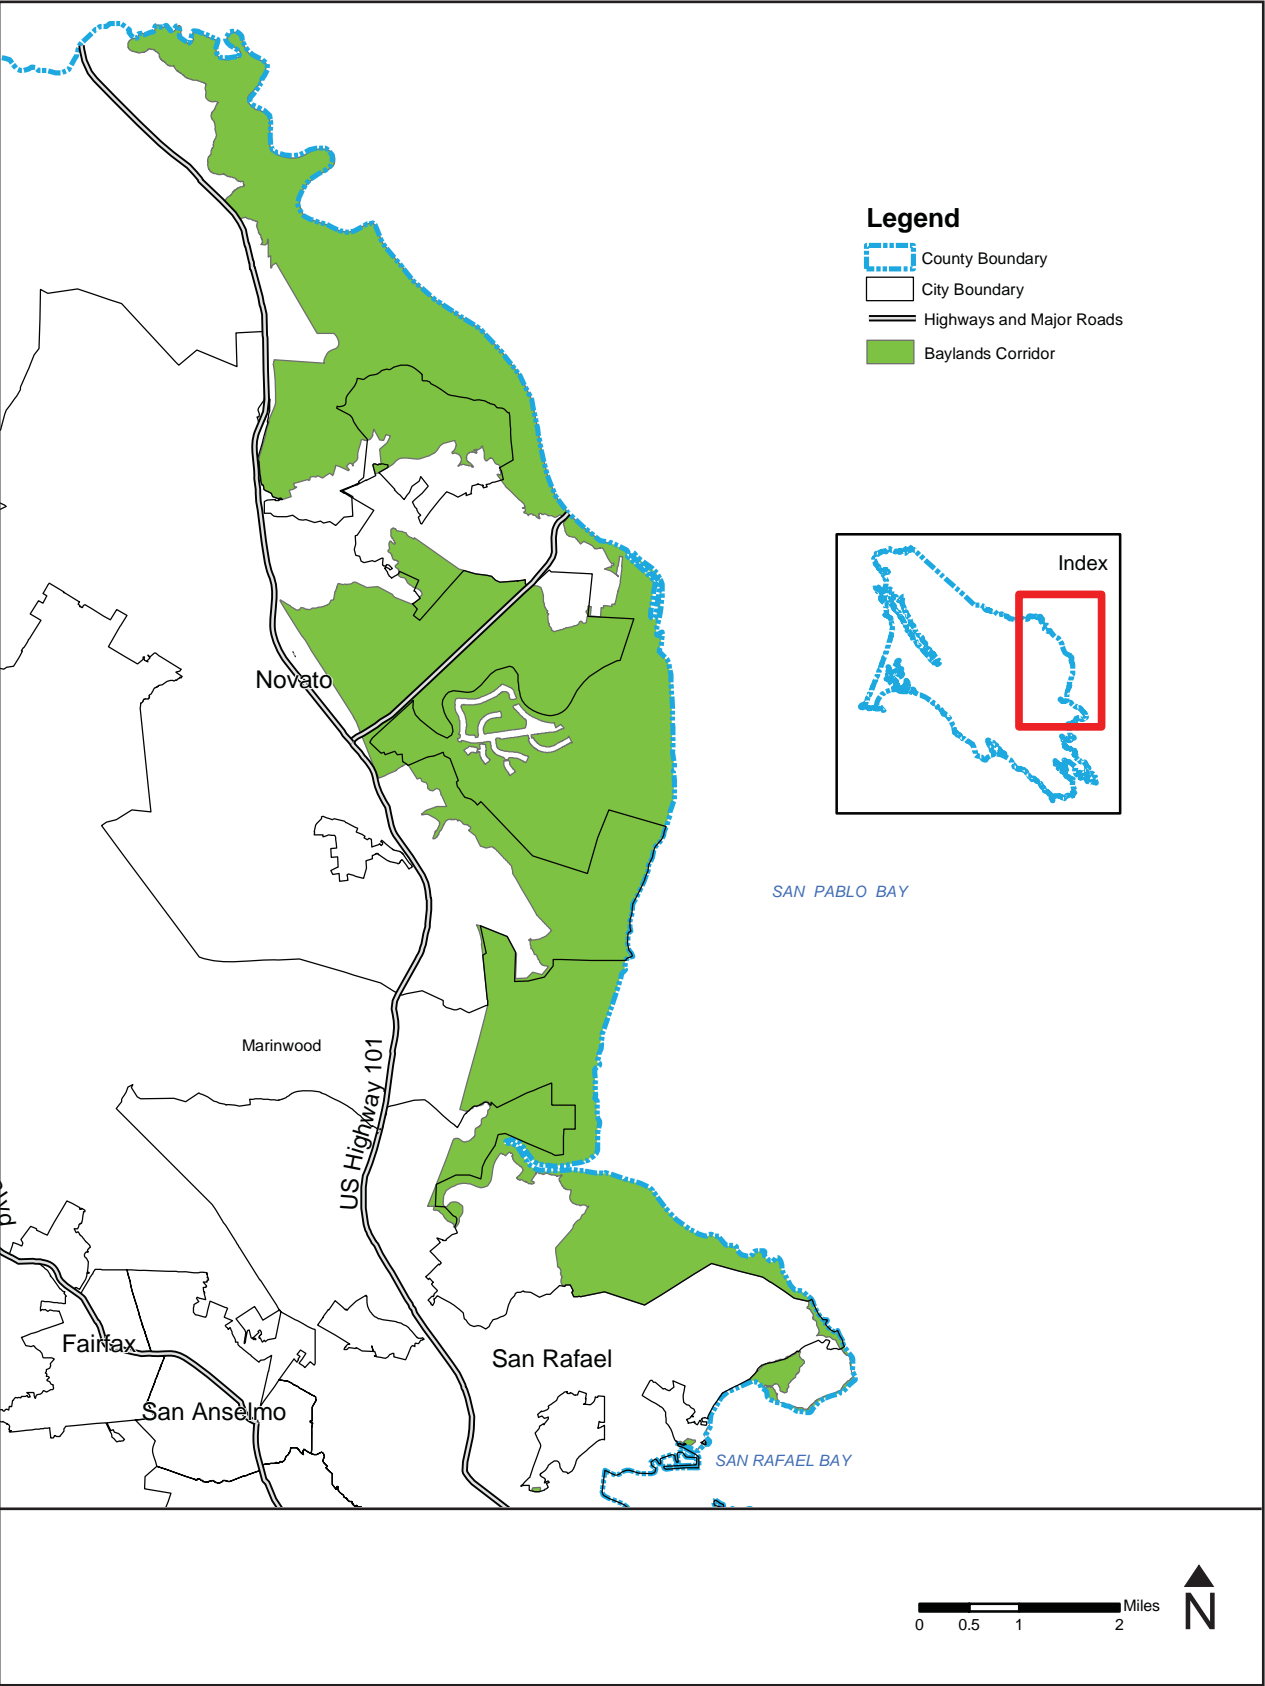 Legend
County Boundary
City Boundary
Highways and Major Roads
Baylands Corridor
Index
Novato
SAN PABLO BAY
Marinwood
US Highway 101
Fairfax
San Rafael
San Anselmo
SAN RAFAEL BAY
Miles
0 0.5 1 2
N